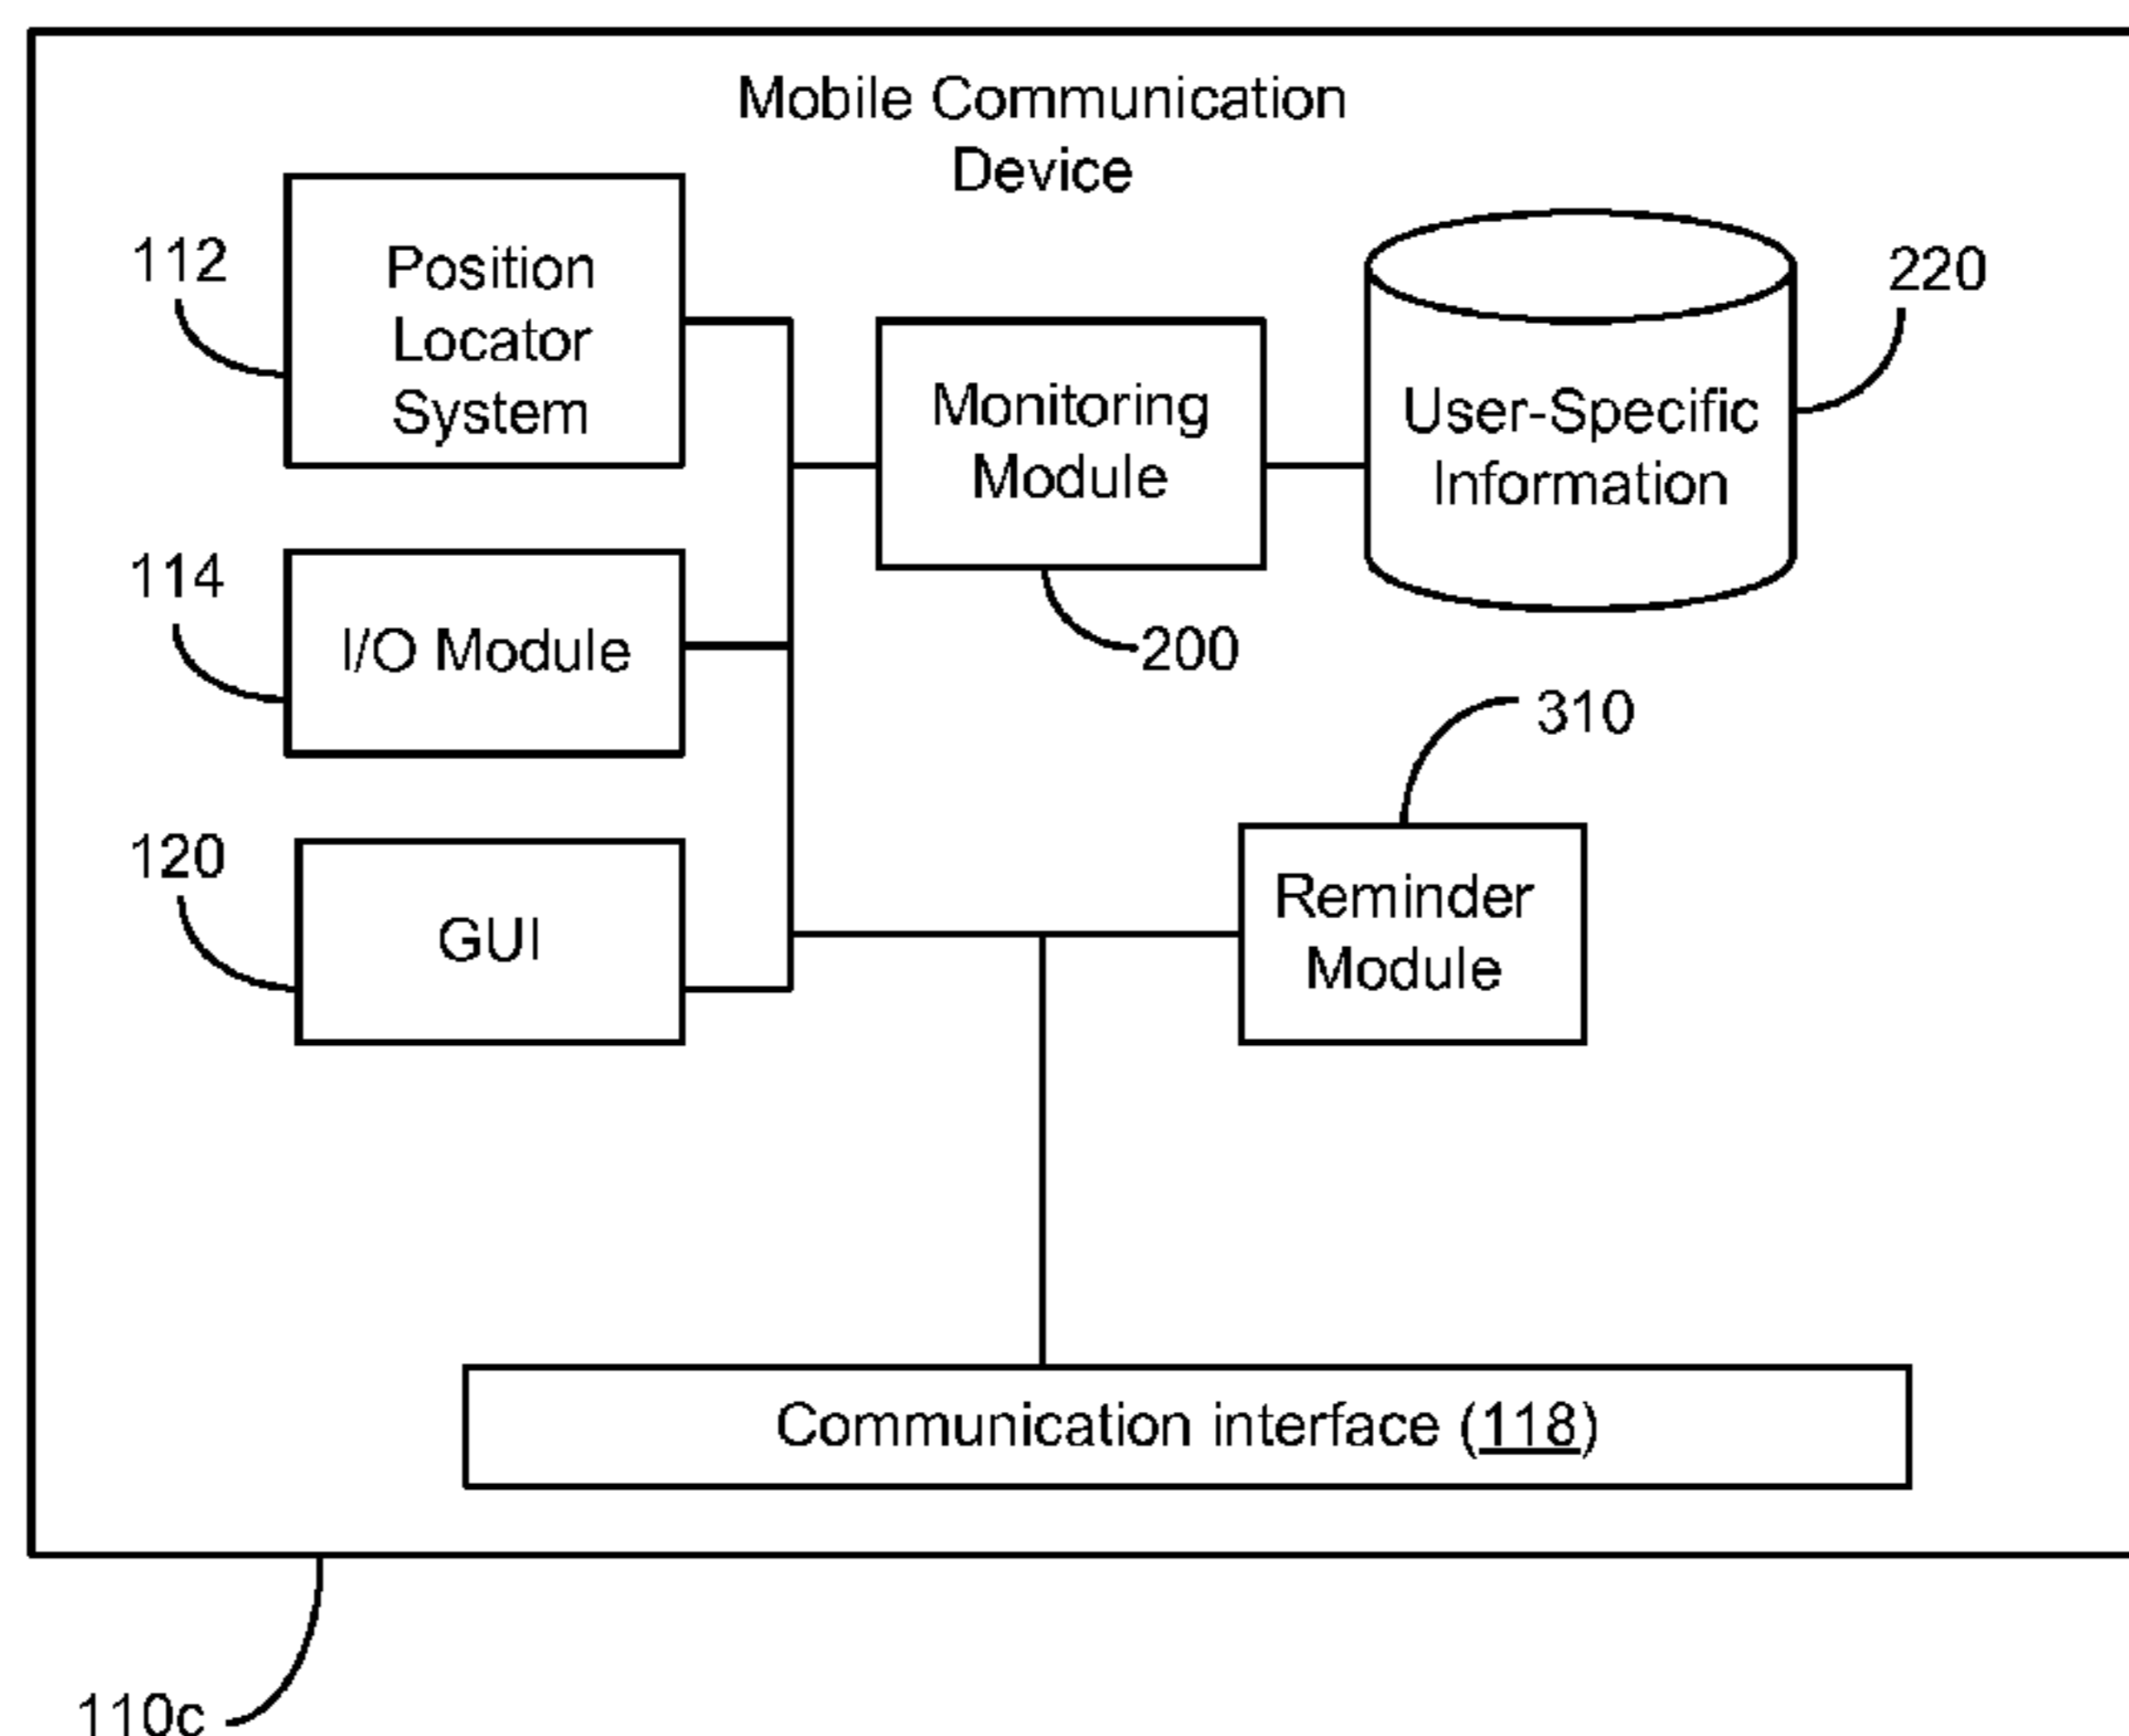 Mobile Communication
Device
112
Position
Locator
System
220
Monitoring
Module
User-Specific
Information
114
I/O Module
200
310
120
GUI
Reminder
Module
Communication interface (118)
110c